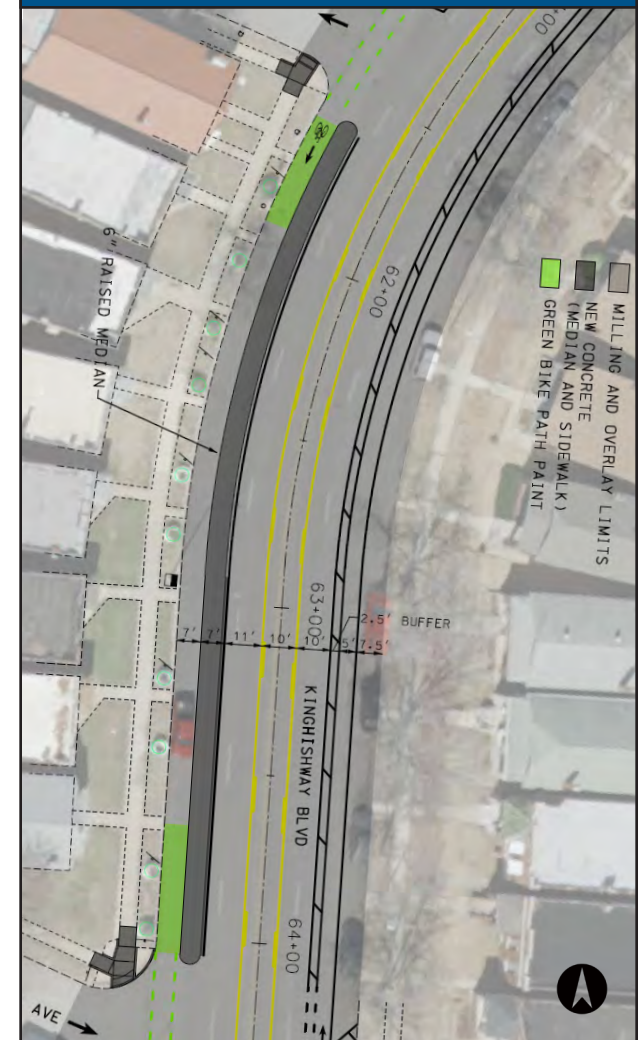 00+
62+00
MILLING AND OVERLAY LIMITS
NEW CONCRETE
(MEDIAN AND SIDEWALK)
GREEN BIKE PATH PAINT
6" RAISED MEDIAN
63+00
2.5' BUFFER
7' 7' 11' 10' 10' 5' 7.5'
KINGHISHWAY BLVD
64+00
AVE